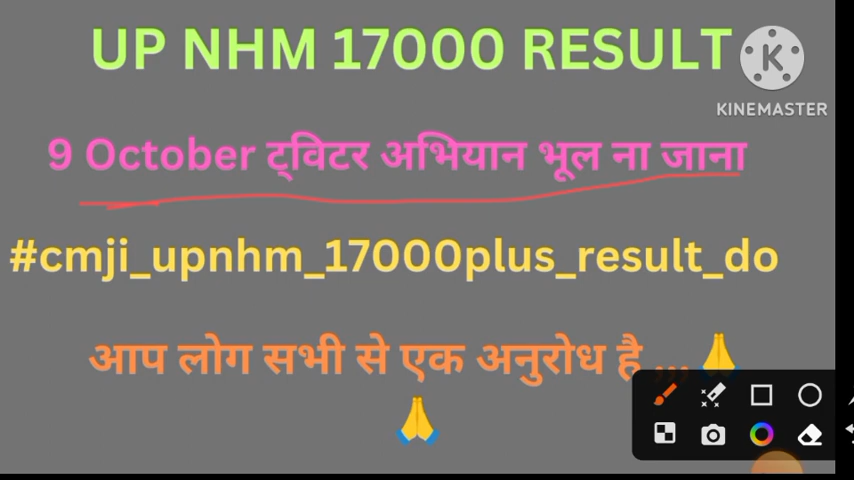 UP NHM 17000 RESULT
KINEMASTER
9 October ट्विटर अभियान भूल ना जाना
#cmji_upnhm_17000plus_result_do
आप लोग सभी से एक अनुरोध है ,,,🙏
🙏